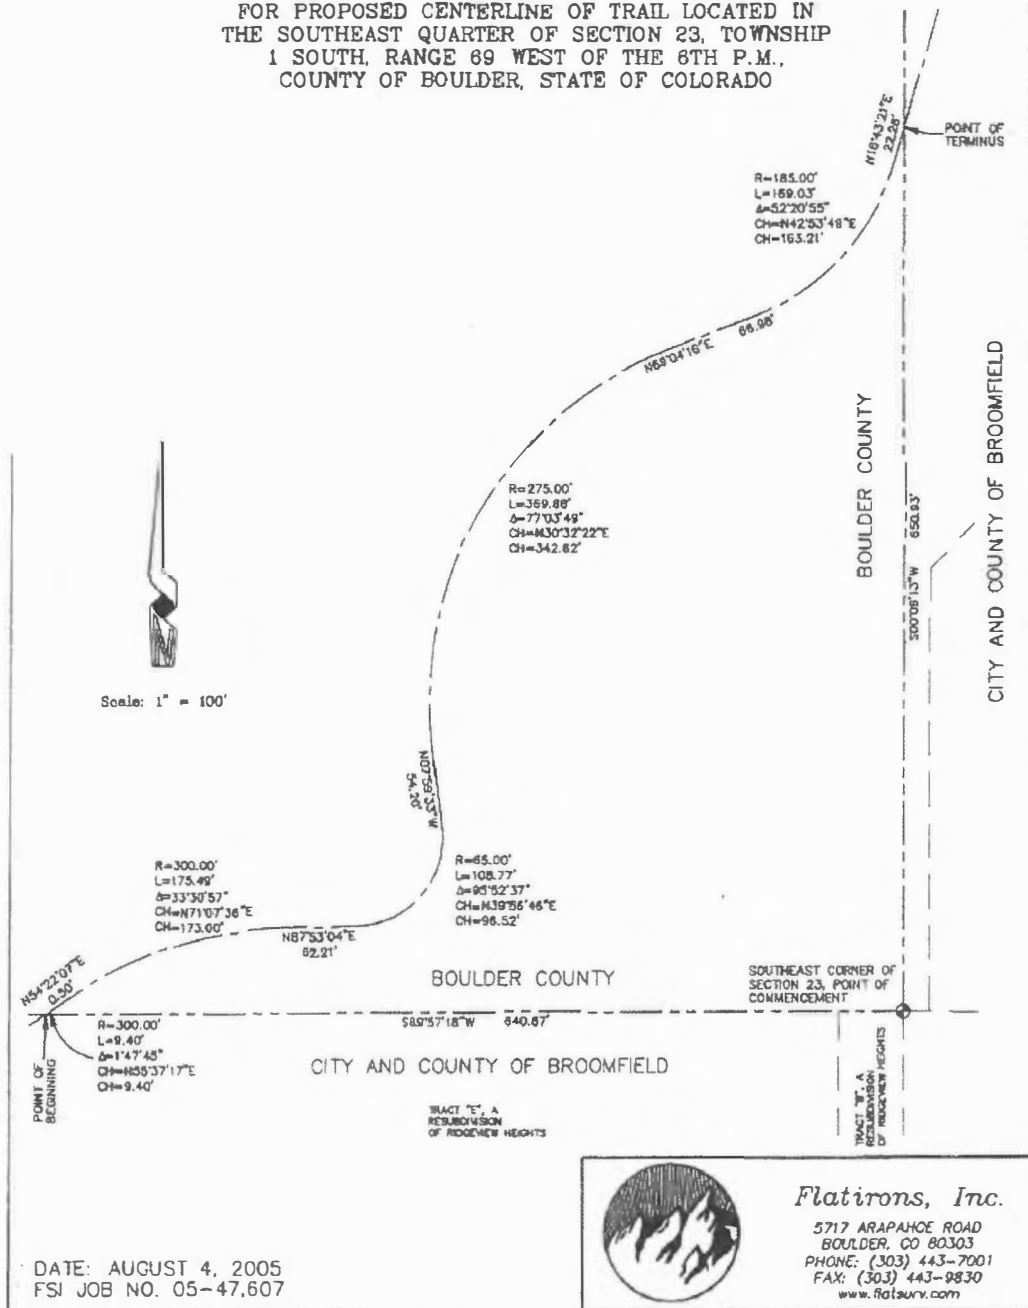 FOR PROPOSED CENTERLINE OF TRAIL LOCATED IN
THE SOUTHEAST QUARTER OF SECTION 23, TOWNSHIP
1 SOUTH, RANGE 69 WEST OF THE 6TH P.M.,
COUNTY OF BOULDER, STATE OF COLORADO
N16°43'21"E
22.26'
POINT OF
TERMINUS
R=185.00'
L=169.03'
Δ=52°20'55"
CH=N42°53'48"E
CH=163.21'
N69°04'16"E 66.98'
BOULDER COUNTY
S00°08'13"W 650.93'
CITY AND COUNTY OF BROOMFIELD
R=275.00'
L=369.88'
Δ=77°03'49"
CH=N30°32'22"E
CH=342.62'
Scale: 1" = 100'
N07°59'33"W
54.20'
R=300.00'
L=175.49'
Δ=33°30'57"
CH=N71°07'36"E
CH=173.00'
R=65.00'
L=108.77'
Δ=95°52'37"
CH=N39°56'46"E
CH=96.52'
N87°53'04"E
62.21'
N54°22'07"E
0.50'
BOULDER COUNTY
SOUTHEAST CORNER OF
SECTION 23, POINT OF
COMMENCEMENT
S89°57'18"W 640.67'
R=300.00'
L=9.40'
Δ=1°47'45"
CH=N55°37'17"E
CH=9.40'
POINT OF
BEGINNING
CITY AND COUNTY OF BROOMFIELD
TRACT "E", A
RESUBDIVISION
OF RIDGEVIEW HEIGHTS
TRACT "B", A
RESUBDIVISION
OF RIDGEVIEW HEIGHTS
Flatirons, Inc.
5717 ARAPAHOE ROAD
BOULDER, CO 80303
PHONE: (303) 443-7001
FAX: (303) 443-9830
www.flatsurv.com
DATE: AUGUST 4, 2005
FSI JOB NO. 05-47,607